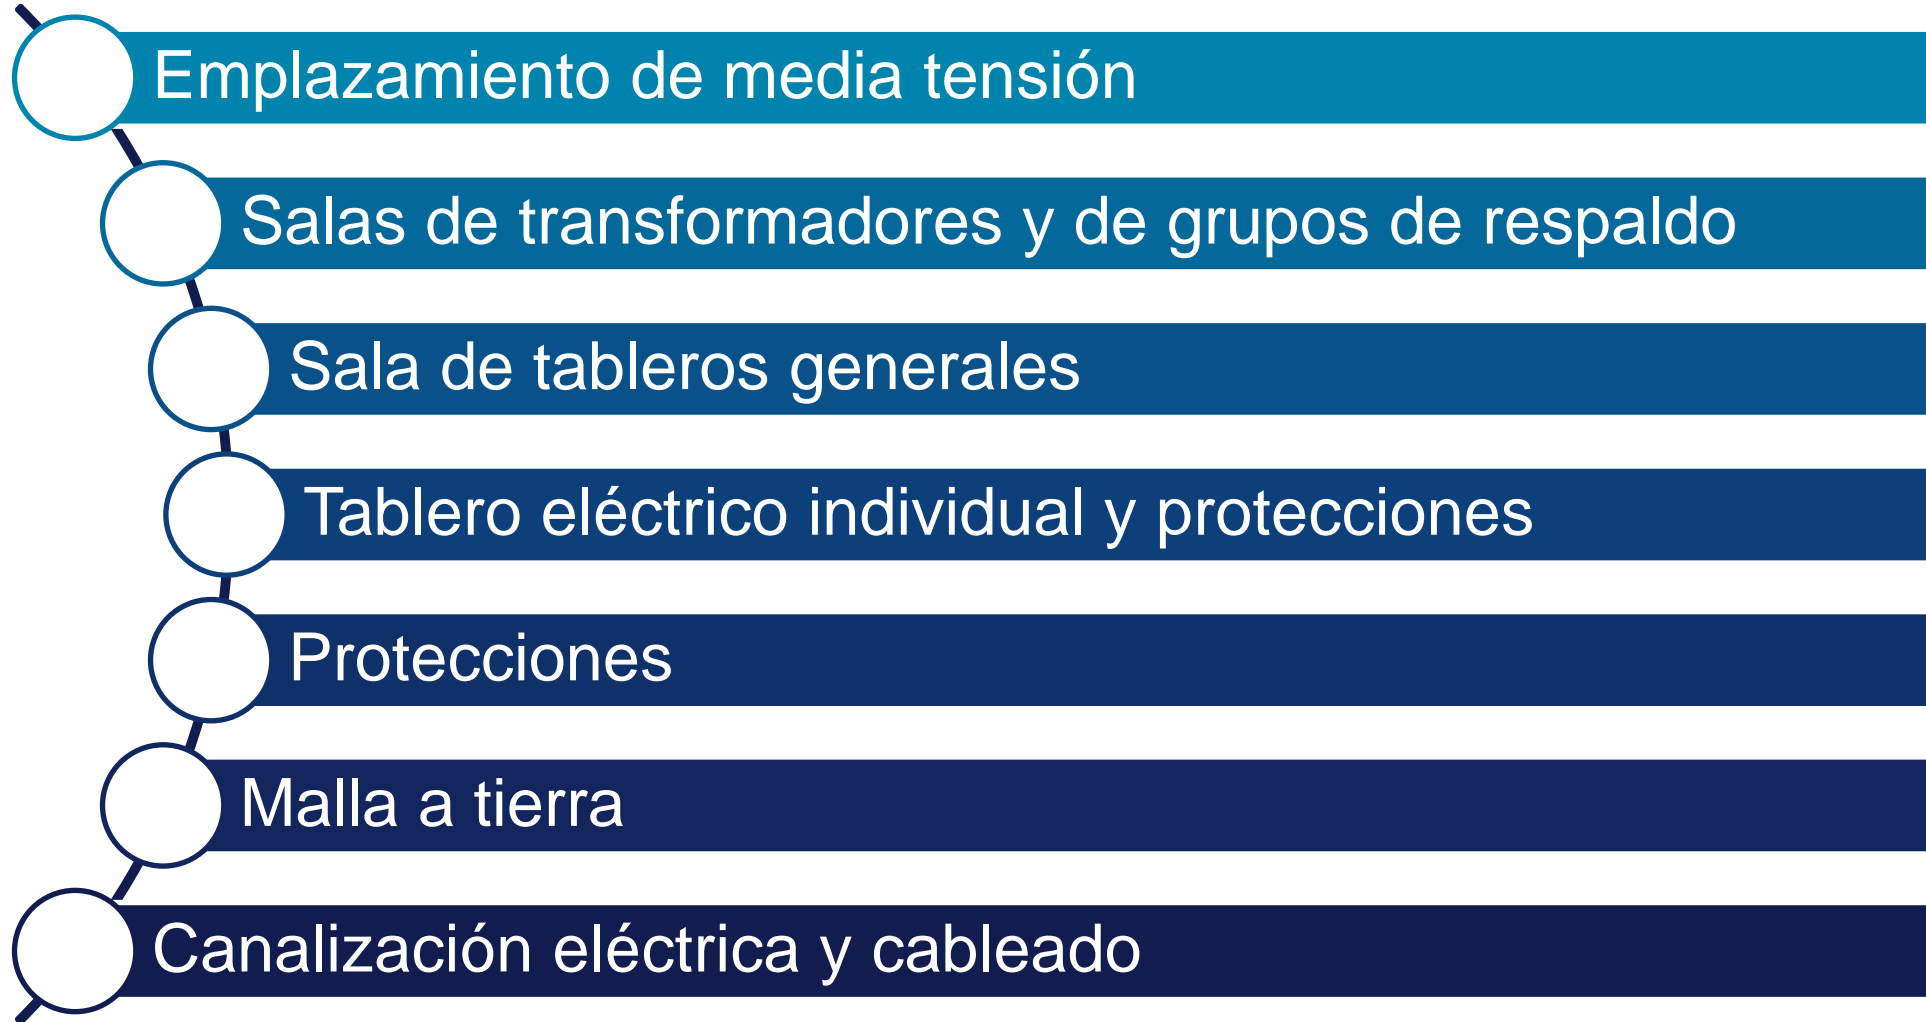 Emplazamiento de media tensión
Salas de transformadores y de grupos de respaldo
Sala de tableros generales
Tablero eléctrico individual y protecciones
Protecciones
Malla a tierra
Canalización eléctrica y cableado